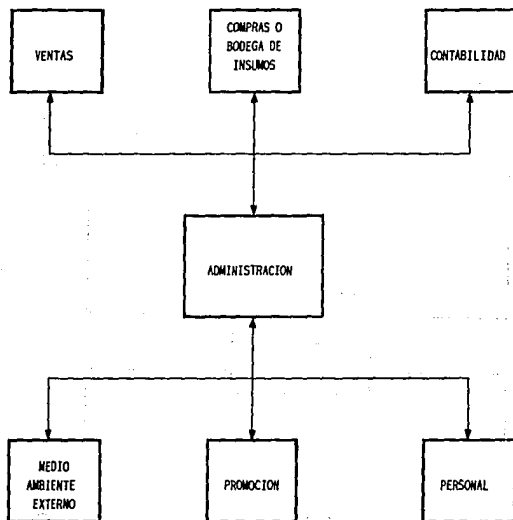 VENTAS
COMPRAS O
BODEGA DE
INSUMOS
CONTABILIDAD
ADMINISTRACION
MEDIO
AMBIENTE
EXTERNO
PROMOCION
PERSONAL